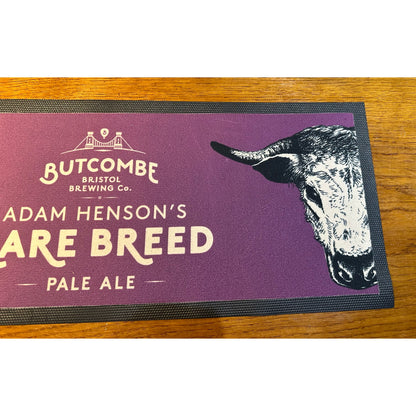 BUTCOMBE
BRISTOL
BREWING Co.
ADAM HENSON'S
ARE BREED
PALE ALE